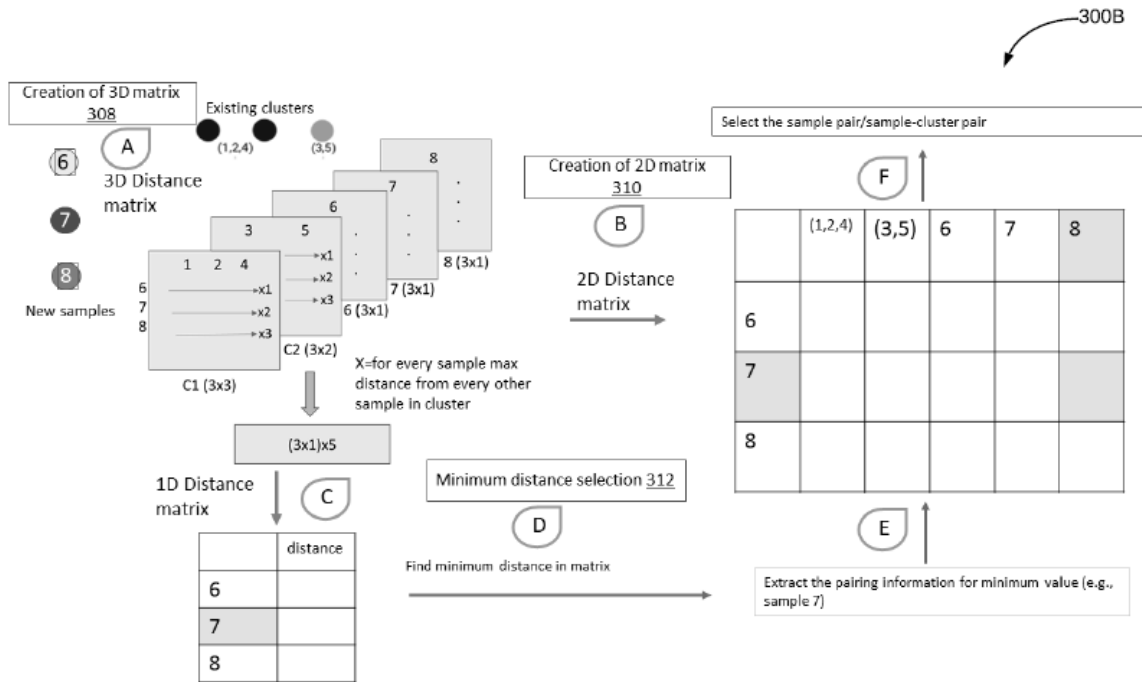 300B
Creation of 3D matrix
308
Existing clusters
A
(1,2,4)
(3,5)
6
3D Distance
matrix
7
8
New samples
8
7
6
3 5
1 2 4
x1
x2
x3
6
7
8
x1
x2
x3
8 (3x1)
7 (3x1)
6 (3x1)
C2 (3x2)
C1 (3x3)
X=for every sample max
distance from every other
sample in cluster
(3x1)x5
1D Distance
matrix
C
distance
6
7
8
Creation of 2D matrix
310
B
2D Distance
matrix
Minimum distance selection 312
D
Find minimum distance in matrix
Select the sample pair/sample-cluster pair
F
(1,2,4) (3,5) 6 7 8
6
7
8
E
Extract the pairing information for minimum value (e.g.,
sample 7)